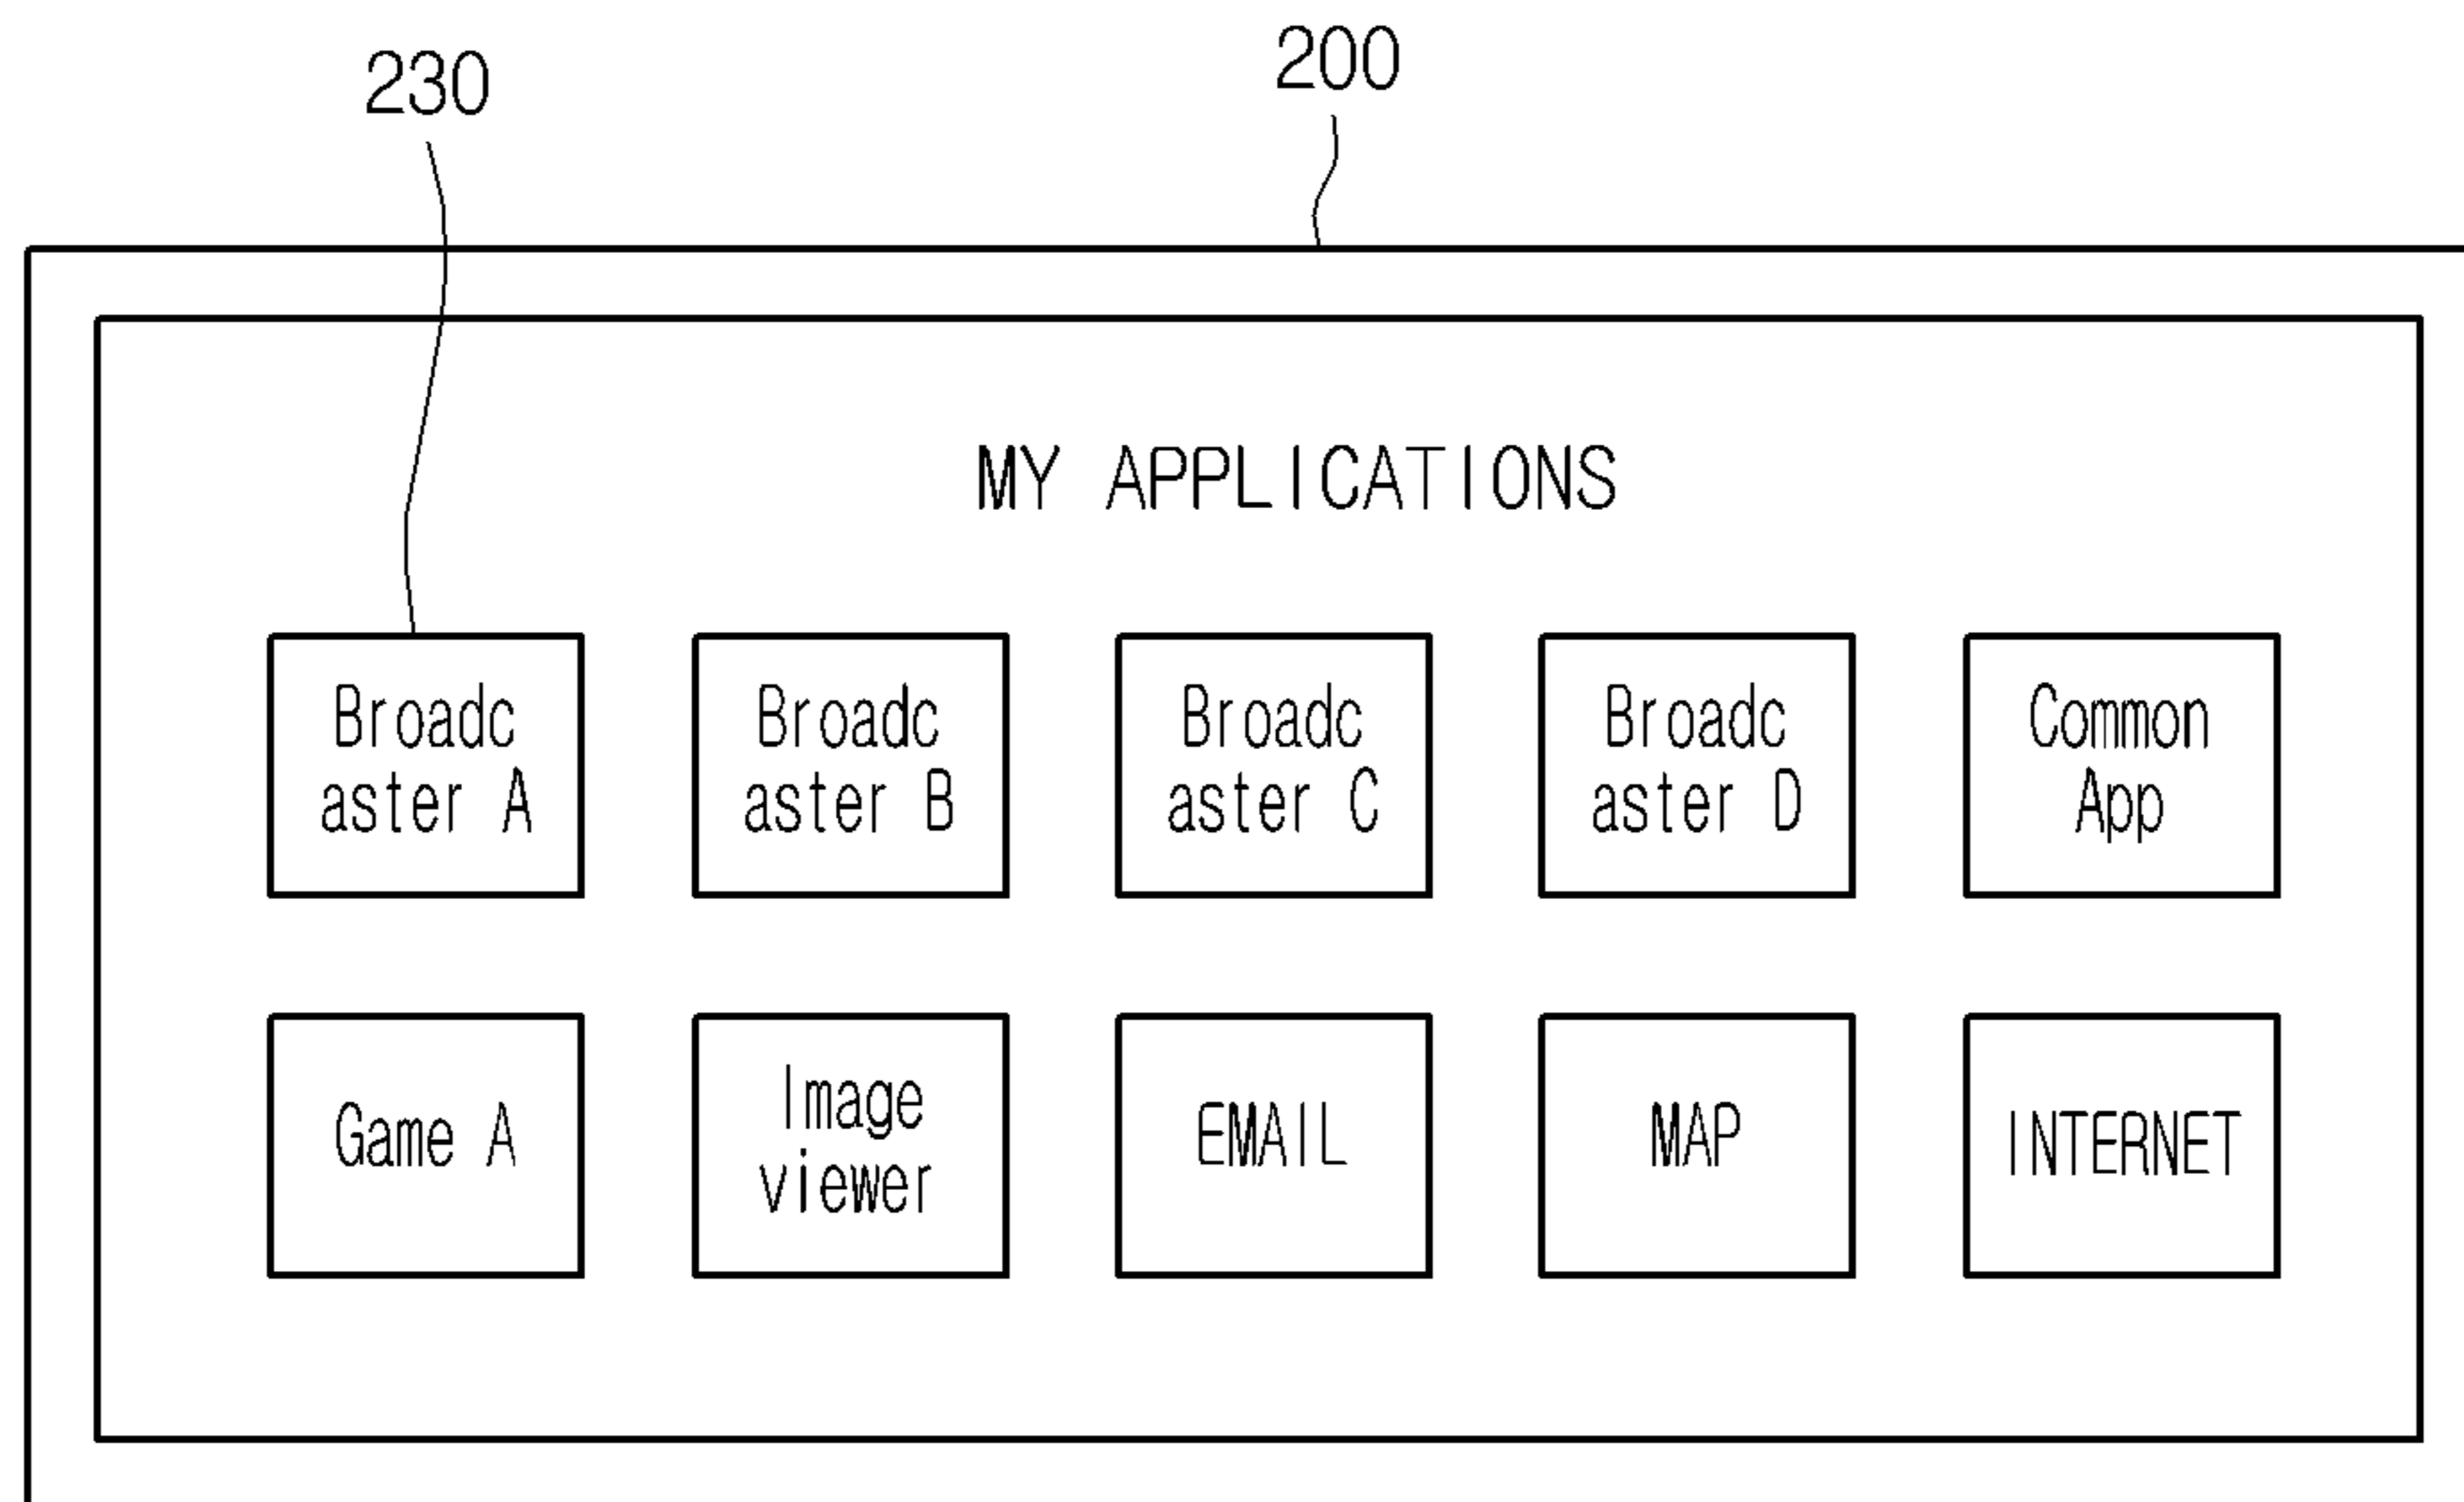 230
200
MY APPLICATIONS
Broadc
aster A
Broadc
aster B
Broadc
aster C
Broadc
aster D
Common
App
Game A
Image
viewer
EMAIL
MAP
INTERNET